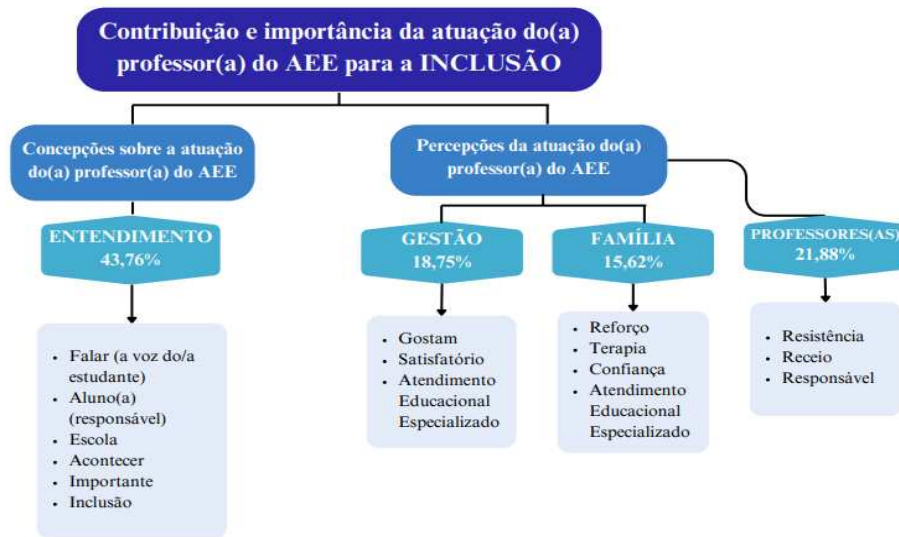 Contribuição e importância da atuação do(a)
professor(a) do AEE para a INCLUSÃO
Concepções sobre a atuação
do(a) professor(a) do AEE
Percepções da atuação do(a)
professor(a) do AEE
ENTENDIMENTO
43,76%
GESTÃO
18,75%
FAMÍLIA
15,62%
PROFESSORES(AS)
21,88%
• Falar (a voz do/a
estudante)
• Aluno(a)
(responsável)
• Escola
• Acontecer
• Importante
• Inclusão
• Gostam
• Satisfatório
• Atendimento
Educacional
Especializado
• Reforço
• Terapia
• Confiança
• Atendimento
Educacional
Especializado
• Resistência
• Receio
• Responsável